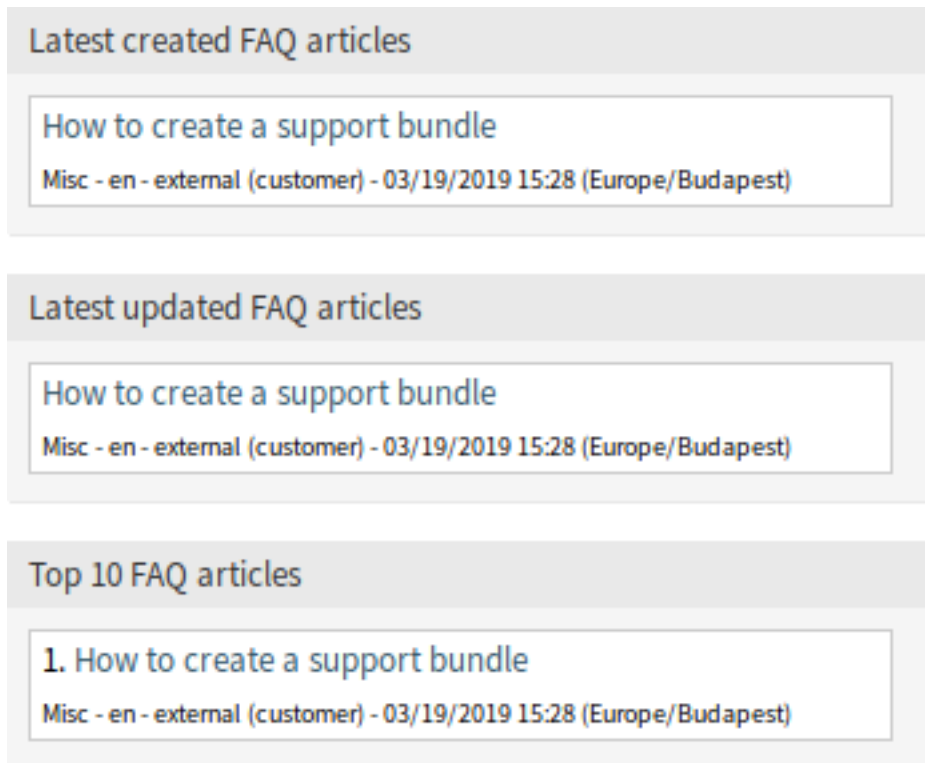 Latest created FAQ articles
How to create a support bundle
Misc - en - external (customer) - 03/19/2019 15:28 (Europe/Budapest)
Latest updated FAQ articles
How to create a support bundle
Misc - en - external (customer) - 03/19/2019 15:28 (Europe/Budapest)
Top 10 FAQ articles
1. How to create a support bundle
Misc - en - external (customer) - 03/19/2019 15:28 (Europe/Budapest)